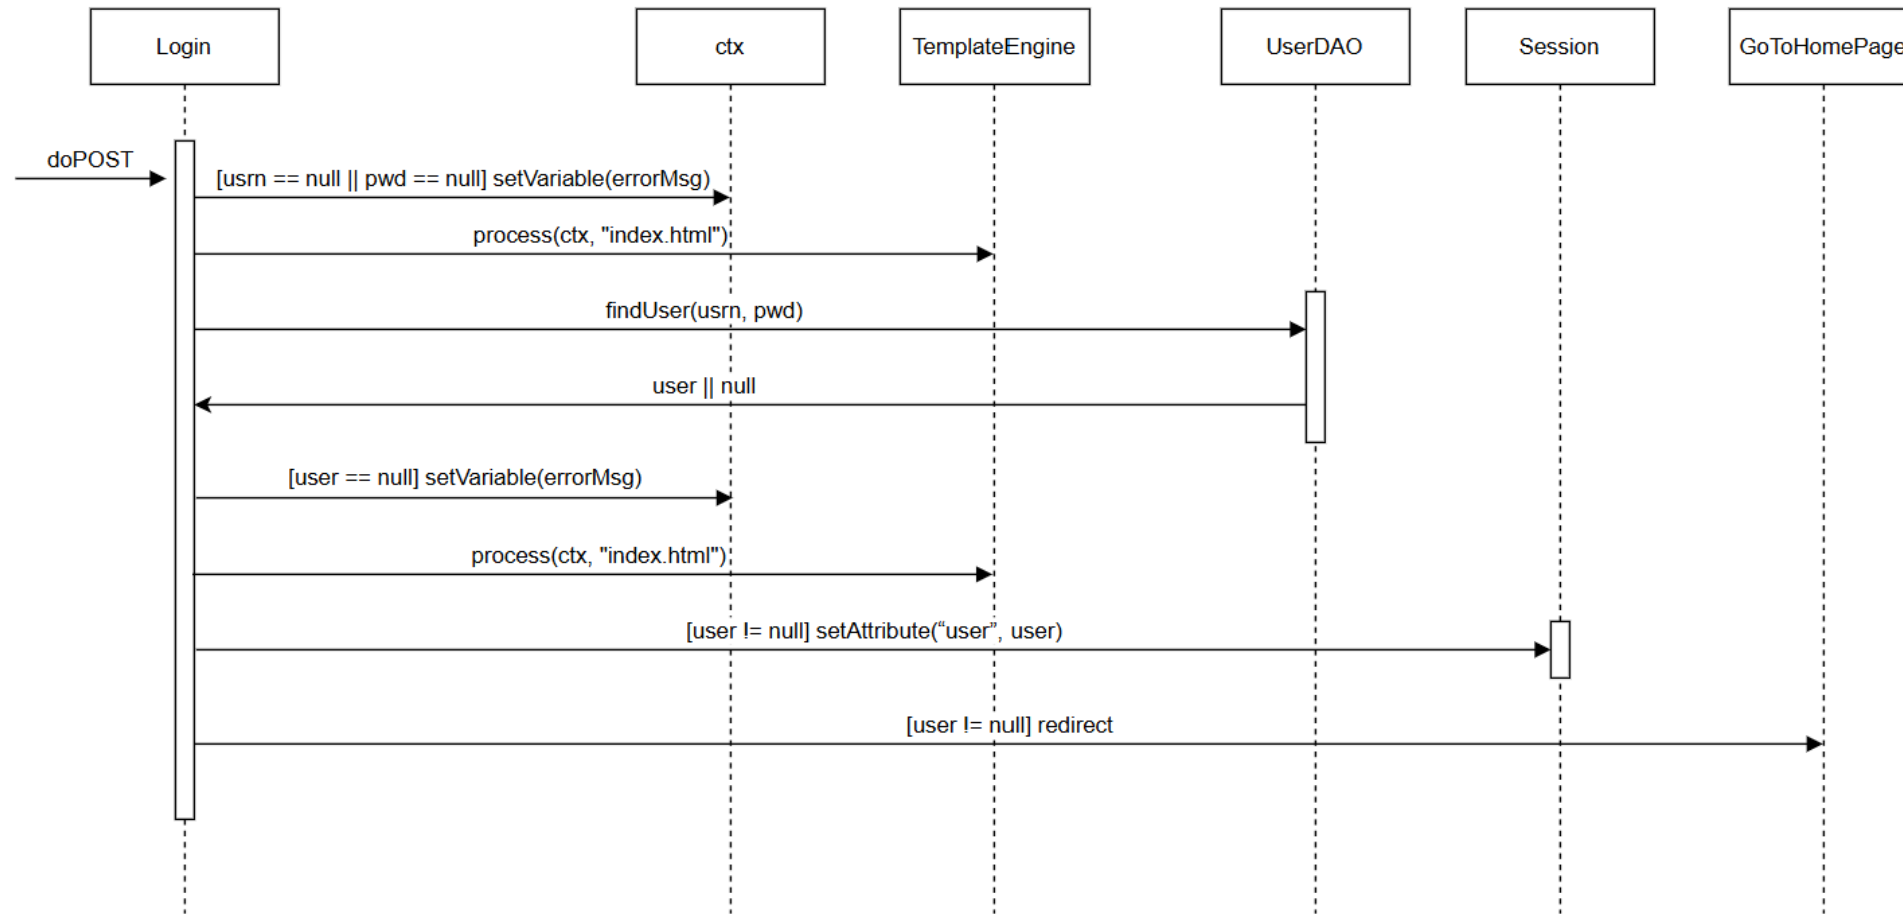 Login
ctx
TemplateEngine
UserDAO
Session
GoToHomePage
doPOST
[usrn == null || pwd == null] setVariable(errorMsg)
process(ctx, "index.html")
findUser(usrn, pwd)
user || null
[user == null] setVariable(errorMsg)
process(ctx, "index.html")
[user != null] setAttribute(“user”, user)
[user != null] redirect